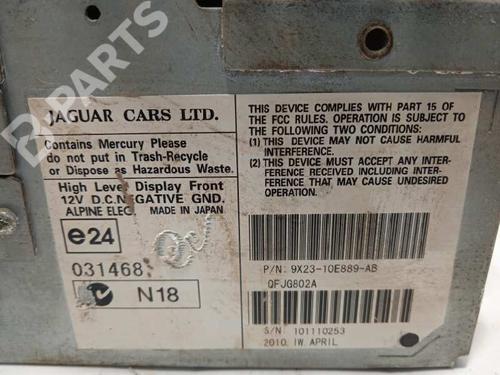 B PARTS
JAGUAR CARS LTD.
Contains Mercury Please
do not put in Trash-Recycle
or Dispose as Hazardous Waste.
High Level Display Front
12V D.C.NEGATIVE GND.
ALPINE ELEC. MADE IN JAPAN
e24
031468
N18
THIS DEVICE COMPLIES WITH PART 15 OF
THE FCC RULES. OPERATION IS SUBJECT TO
THE FOLLOWING TWO CONDITIONS:
(1) THIS DEVICE MAY NOT CAUSE HARMFUL
INTERFERENCE.
(2) THIS DEVICE MUST ACCEPT ANY INTER-
FERENCE RECEIVED INCLUDING INTER-
FERENCE THAT MAY CAUSE UNDESIRED
OPERATION.
P/N: 9X23-10E889-AB
QFJG802A
S/N 101110253
2010. IW. APRIL